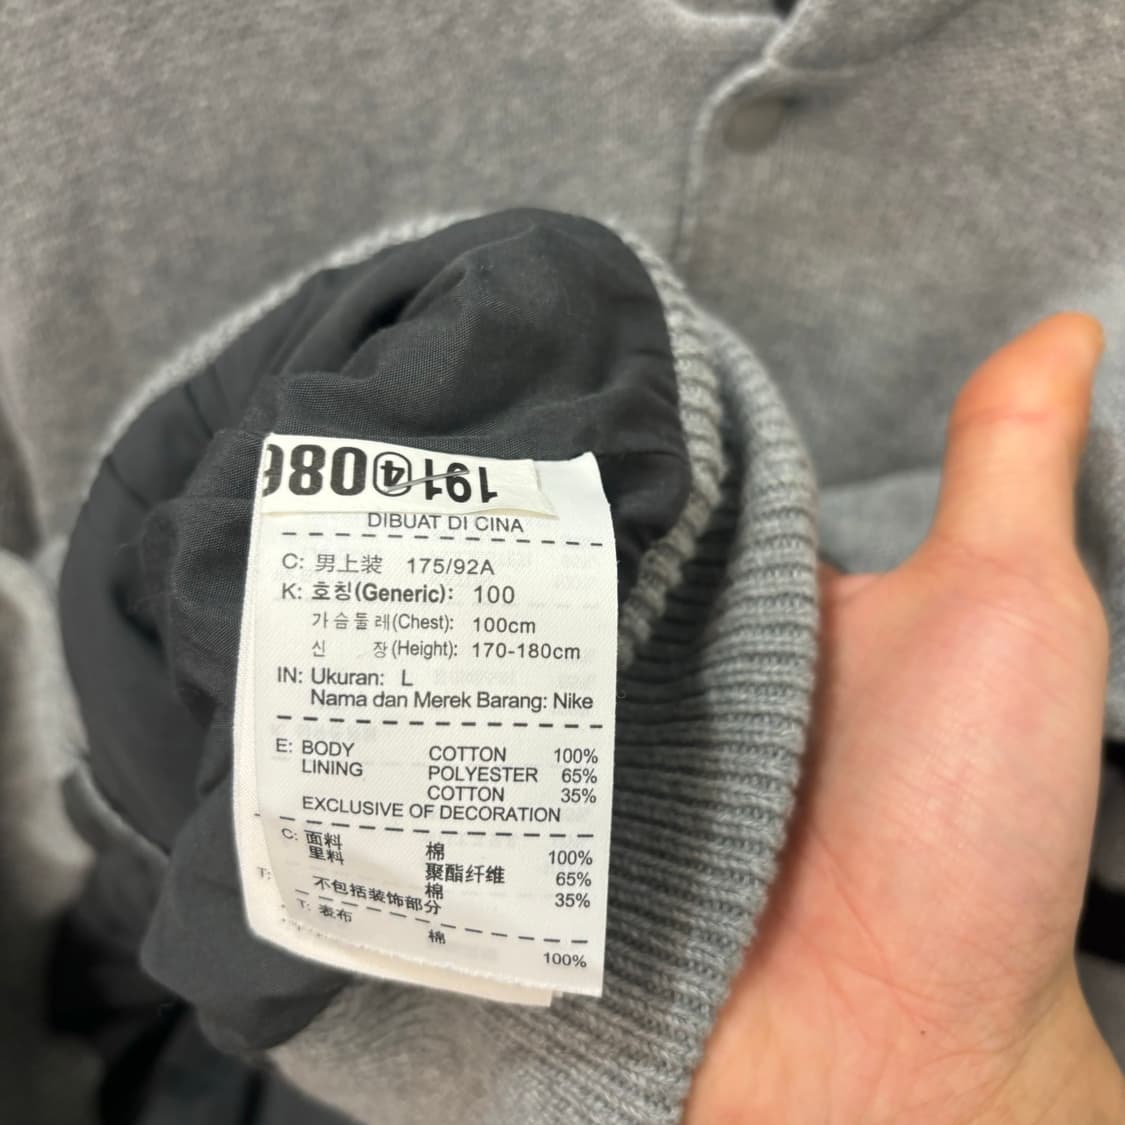 DIBUAT DI CINA
C: 男上装 175/92A
K: 호칭(Generic): 100
가슴둘레(Chest): 100cm
신 장(Height): 170-180cm
IN: Ukuran: L
Nama dan Merek Barang: Nike
E: BODY COTTON 100%
LINING POLYESTER 65%
COTTON 35%
EXCLUSIVE OF DECORATION
C: 面料 棉 100%
里料 聚酯纤维 65%
棉 35%
不包括装饰部分
T: 表布 棉 100%